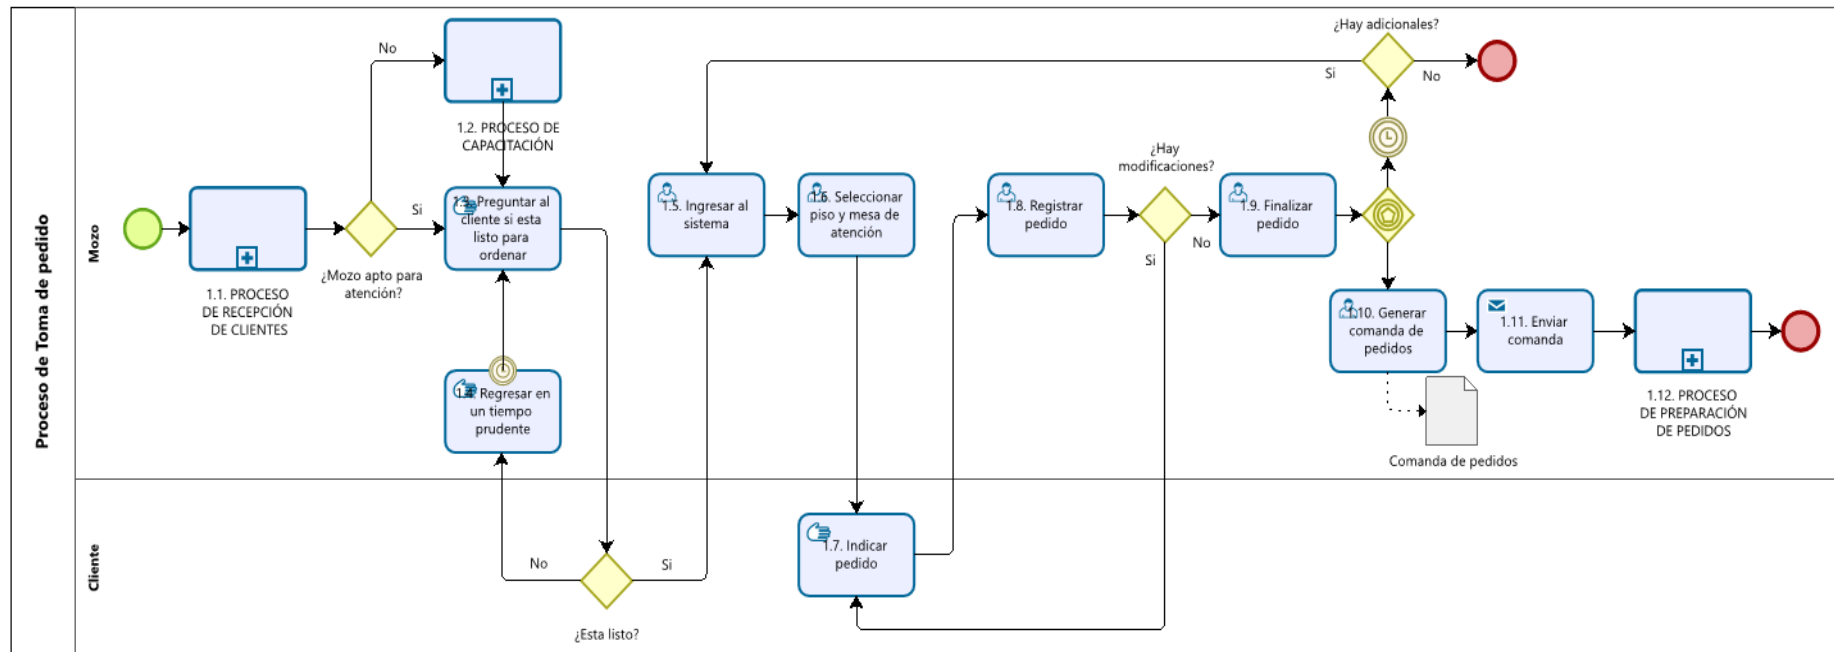 Proceso de Toma de pedido
Mozo
Cliente
1.1. PROCESO
DE RECEPCIÓN
DE CLIENTES
¿Mozo apto para
atención?
No
Si
1.2. PROCESO DE
CAPACITACIÓN
1.3. Preguntar al
cliente si esta
listo para
ordenar
1.4. Regresar en
un tiempo
prudente
No
Si
¿Esta listo?
1.5. Ingresar al
sistema
1.6. Seleccionar
piso y mesa de
atención
1.7. Indicar
pedido
1.8. Registrar
pedido
¿Hay
modificaciones?
No
Si
1.9. Finalizar
pedido
¿Hay adicionales?
Si
No
1.10. Generar
comanda de
pedidos
Comanda de pedidos
1.11. Enviar
comanda
1.12. PROCESO
DE PREPARACIÓN
DE PEDIDOS